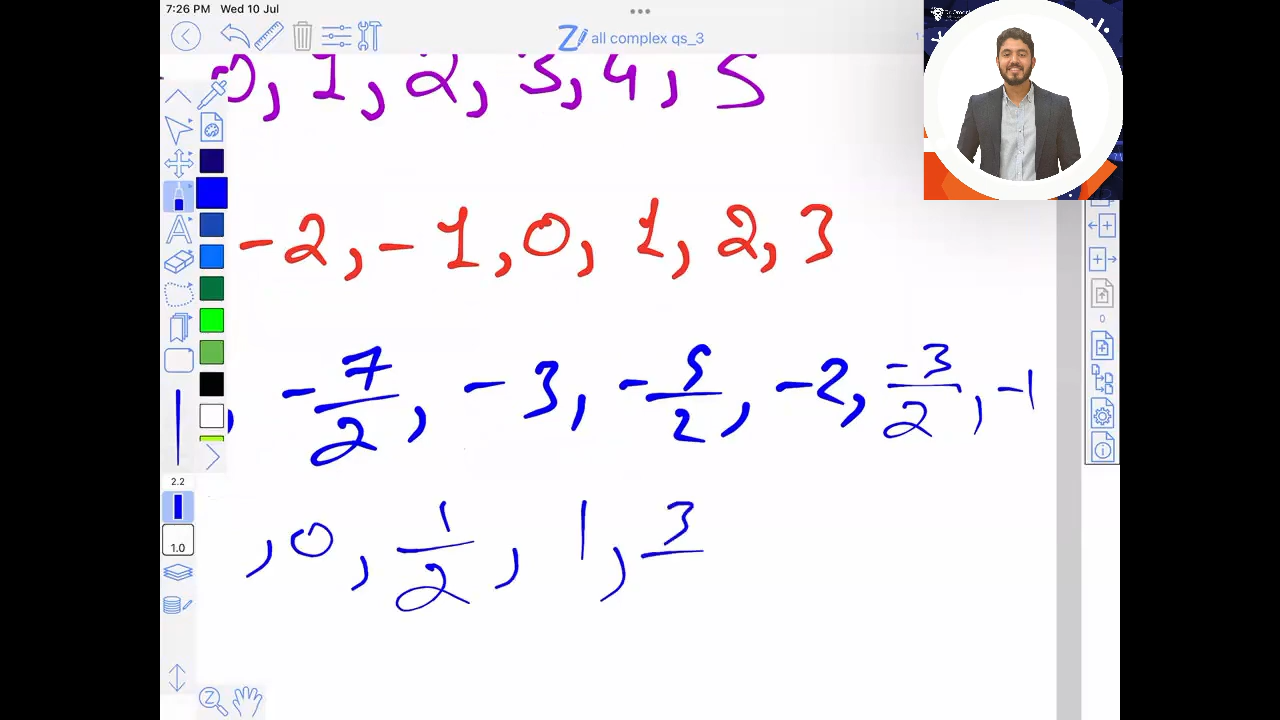 7:26 PM Wed 10 Jul
all complex qs_3
0, 1, 2, 3, 4, 5
-2, -1, 0, 1, 2, 3
, -7/2, -3, -5/2, -2, -3/2, -1
, 0, 1/2, 1, 3/
2.2
1.0
0